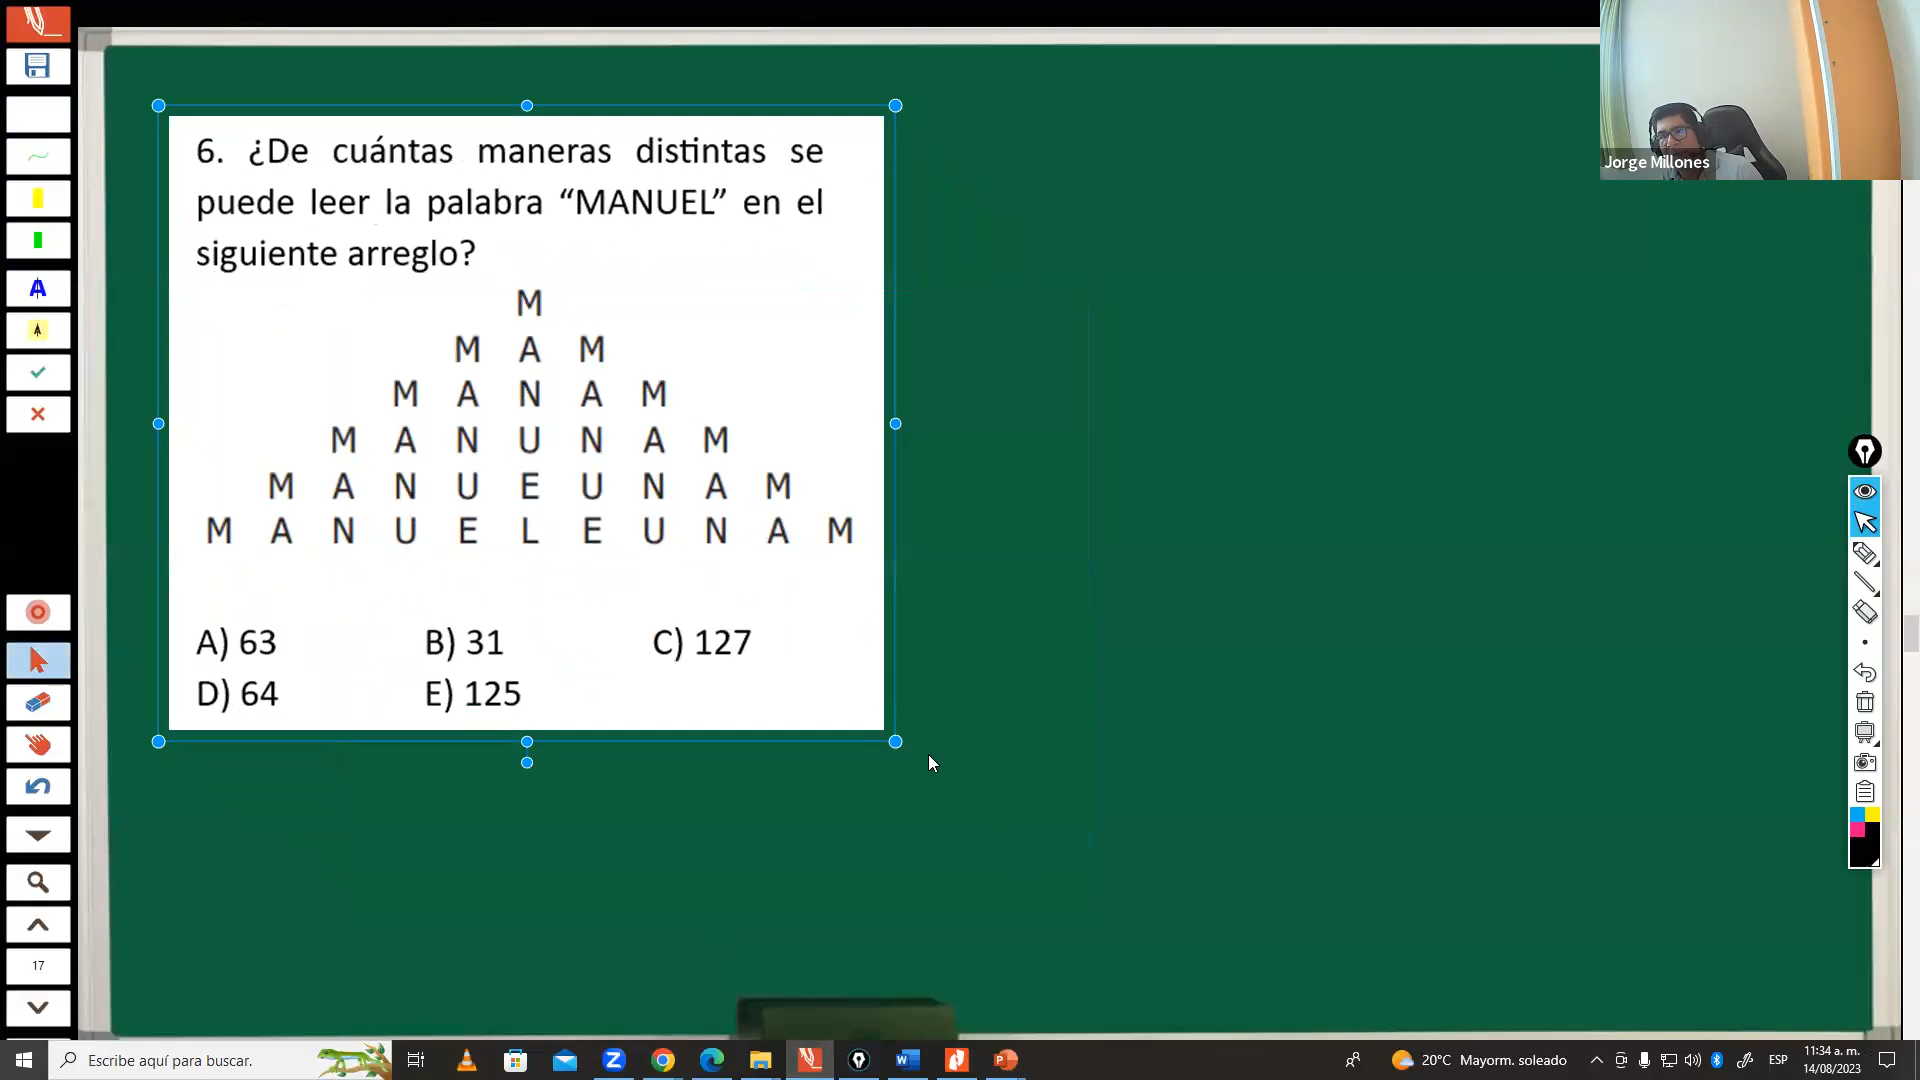 Jorge Millones
6. ¿De cuántas maneras distintas se
puede leer la palabra “MANUEL” en el
siguiente arreglo?
M
M A M
M A N A M
M A N U N A M
M A N U E U N A M
M A N U E L E U N A M
A) 63 B) 31 C) 127
D) 64 E) 125
17
Escribe aquí para buscar.
20°C Mayorm. soleado
ESP
11:34 a. m.
14/08/2023